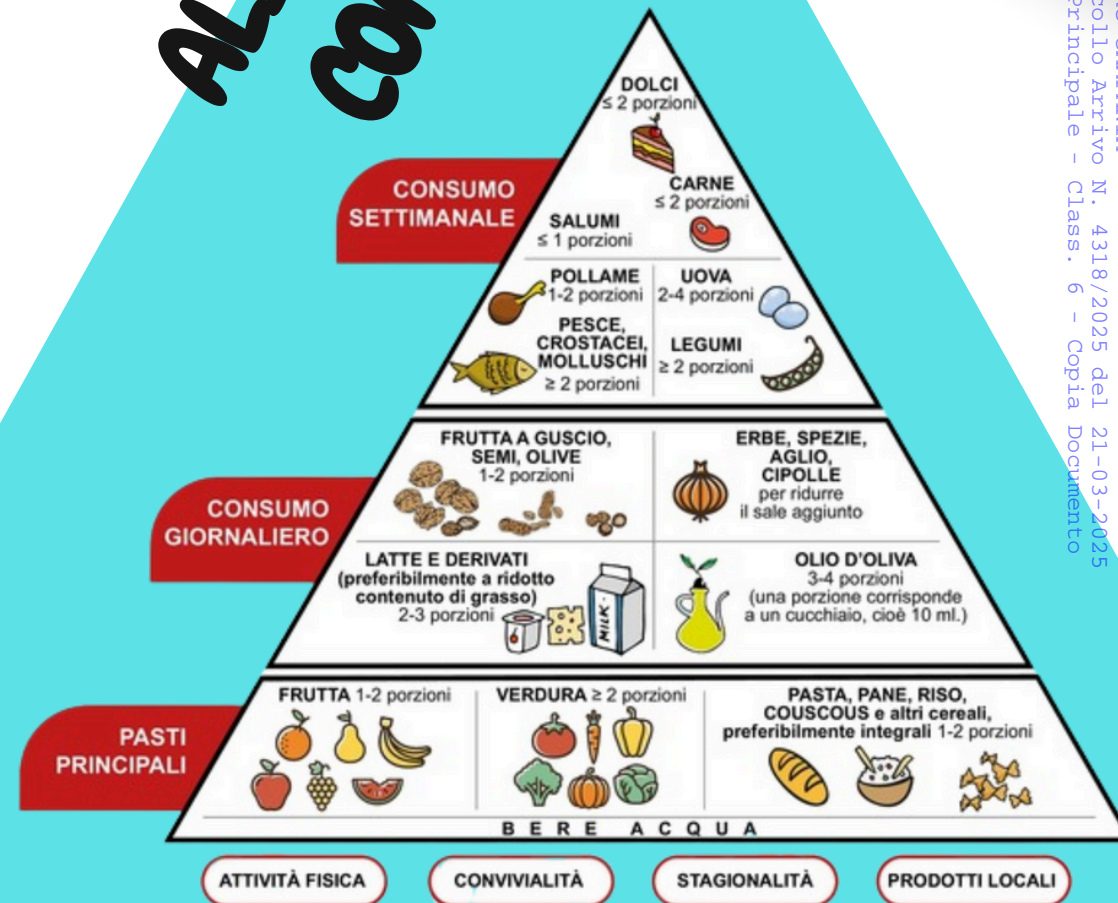 AL
CON
DOLCI
≤ 2 porzioni
CARNE
≤ 2 porzioni
SALUMI
≤ 1 porzioni
CONSUMO
SETTIMANALE
POLLAME
1-2 porzioni
UOVA
2-4 porzioni
PESCE,
CROSTACEI,
MOLLUSCHI
≥ 2 porzioni
LEGUMI
≥ 2 porzioni
CONSUMO
GIORNALIERO
FRUTTA A GUSCIO,
SEMI, OLIVE
1-2 porzioni
ERBE, SPEZIE,
AGLIO,
CIPOLLE
per ridurre
il sale aggiunto
LATTE E DERIVATI
(preferibilmente a ridotto
contenuto di grasso)
2-3 porzioni
MILK
OLIO D'OLIVA
3-4 porzioni
(una porzione corrisponde
a un cucchiaio, cioè 10 ml.)
PASTI
PRINCIPALI
FRUTTA 1-2 porzioni
VERDURA ≥ 2 porzioni
PASTA, PANE, RISO,
COUSCOUS e altri cereali,
preferibilmente integrali 1-2 porzioni
BERE ACQUA
ATTIVITÀ FISICA
CONVIVIALITÀ
STAGIONALITÀ
PRODOTTI LOCALI
collo Arrivo N. 4318/2025 del 21-03-2025
Principale - Class. 6 - Copia Documento